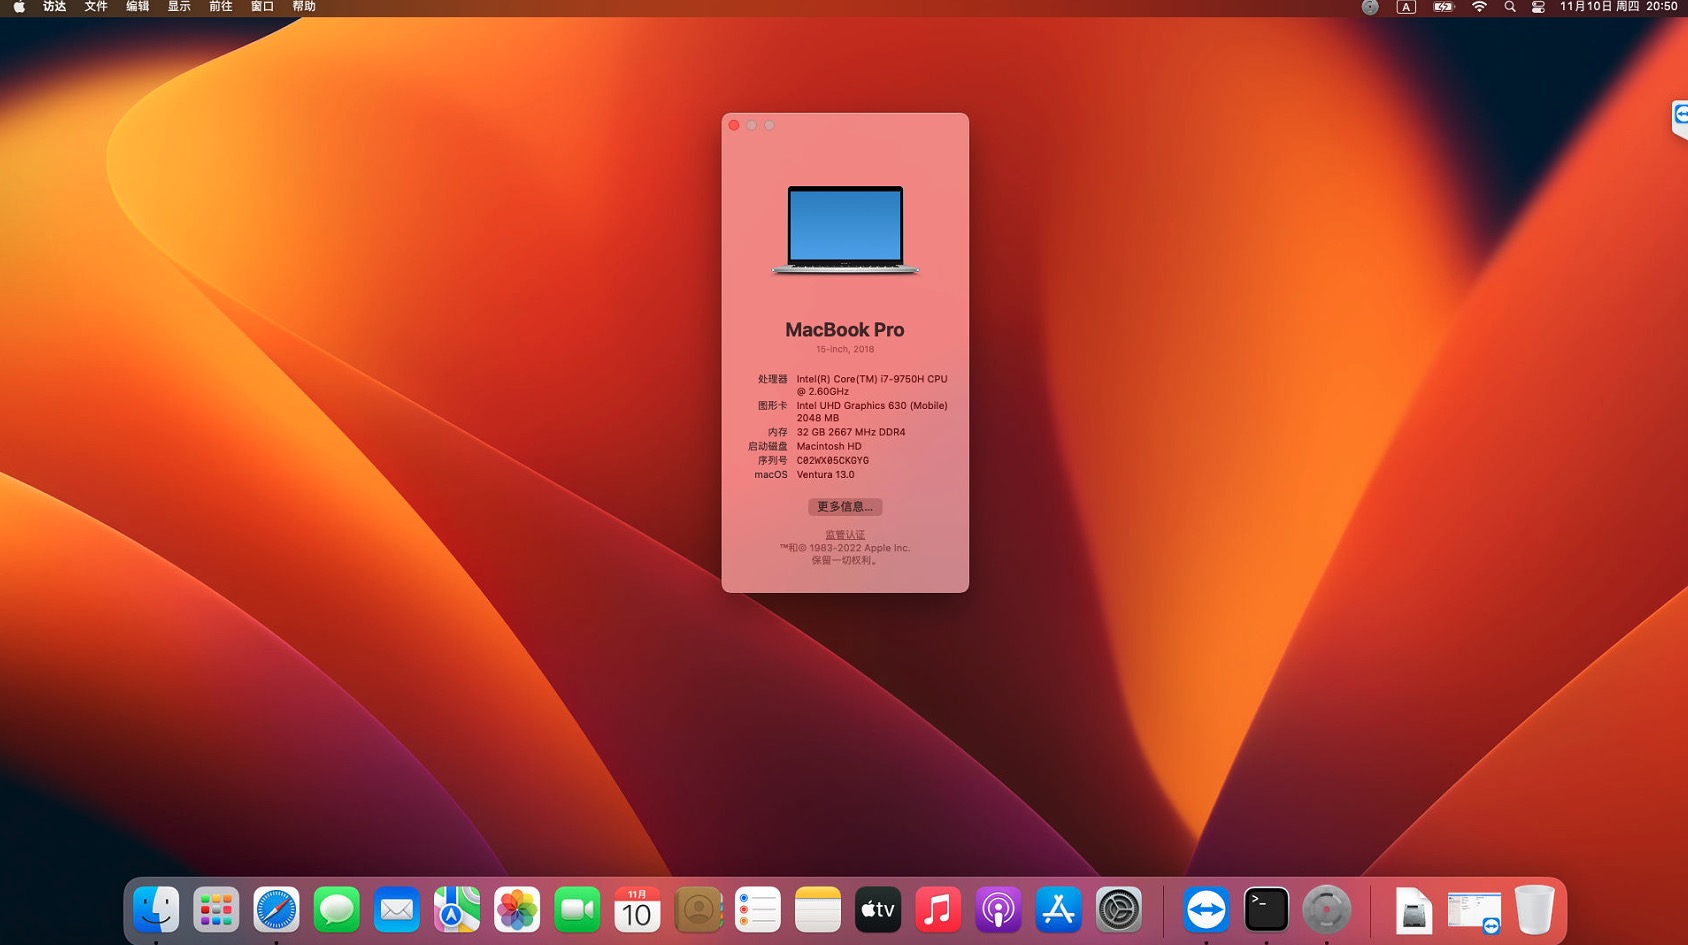 访达 文件 编辑 显示 前往 窗口 帮助
A
11月10日 周四 20:50
MacBook Pro
15-inch, 2018
处理器 Intel(R) Core(TM) i7-9750H CPU
@ 2.60GHz
图形卡 Intel UHD Graphics 630 (Mobile)
2048 MB
内存 32 GB 2667 MHz DDR4
启动磁盘 Macintosh HD
序列号 C02WX05CKGYG
macOS Ventura 13.0
更多信息...
监管认证
™和© 1983-2022 Apple Inc.
保留一切权利。
11月
10
tv
>_